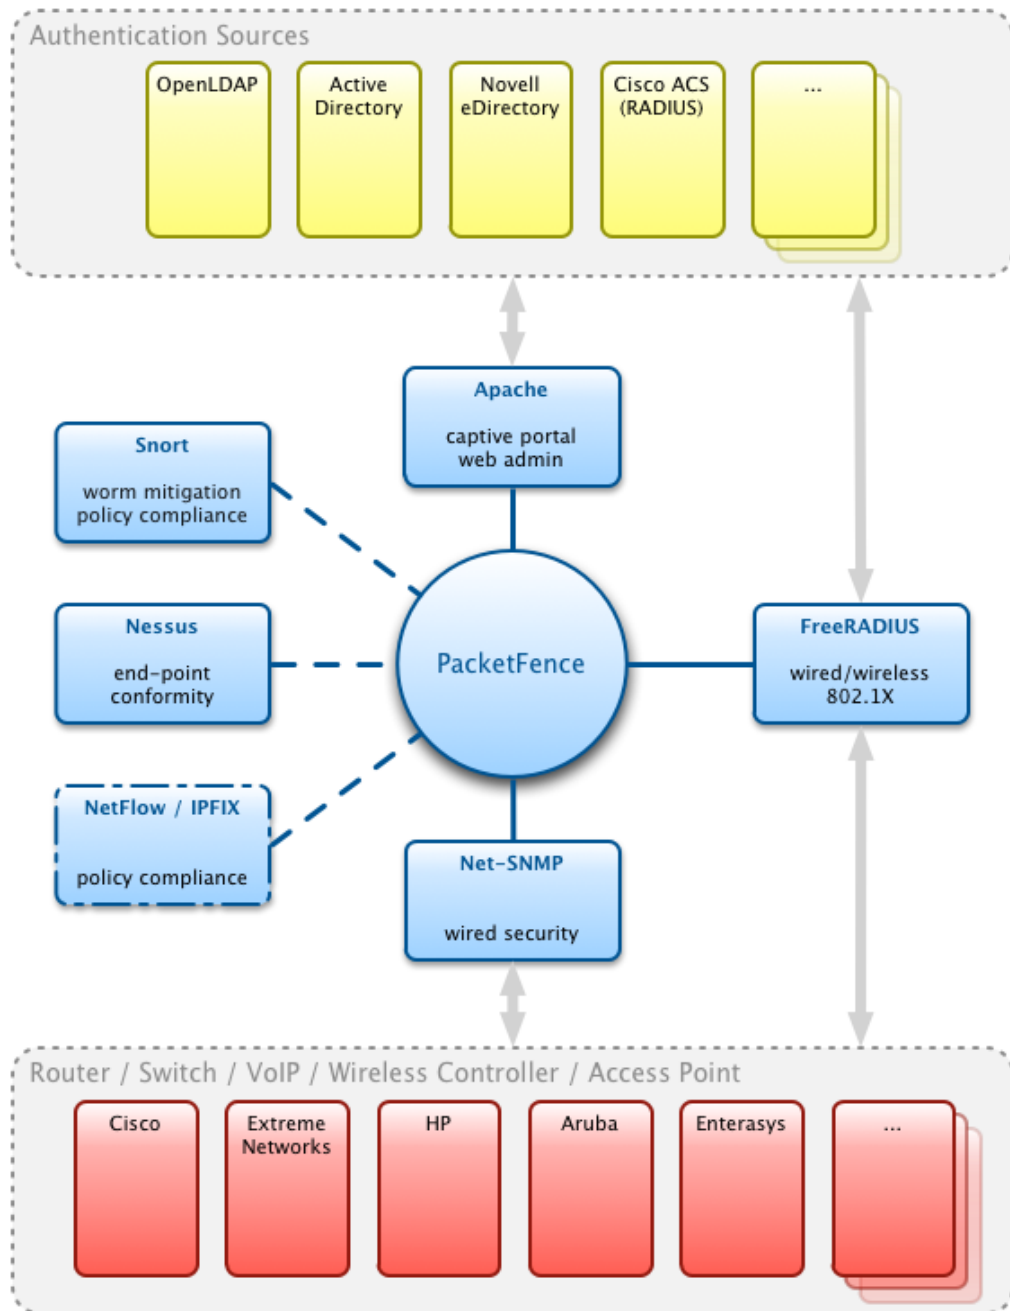 Authentication Sources
OpenLDAP
Active
Directory
Novell
eDirectory
Cisco ACS
(RADIUS)
...
Apache
captive portal
web admin
Snort
worm mitigation
policy compliance
Nessus
end-point
conformity
PacketFence
FreeRADIUS
wired/wireless
802.1X
NetFlow / IPFIX
policy compliance
Net-SNMP
wired security
Router / Switch / VoIP / Wireless Controller / Access Point
Cisco
Extreme
Networks
HP
Aruba
Enterasys
...